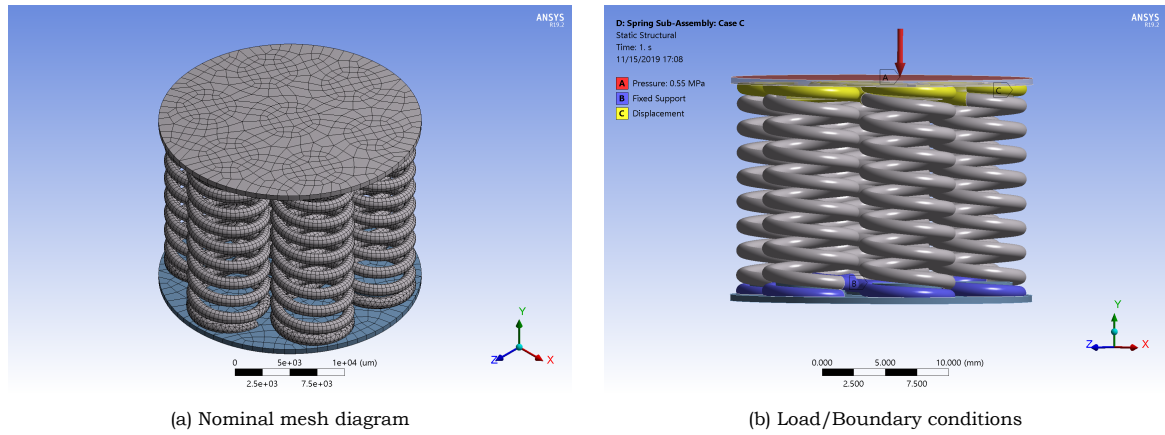 ANSYS
R19.2
0 5e+03 1e+04 (um)
2.5e+03 7.5e+03
Y
Z X
(a) Nominal mesh diagram
D: Spring Sub-Assembly: Case C
Static Structural
Time: 1. s
11/15/2019 17:08
A Pressure: 0.55 MPa
B Fixed Support
C Displacement
ANSYS
R19.2
A
C
B
0.000 5.000 10.000 (mm)
2.500 7.500
Y
Z X
(b) Load/Boundary conditions